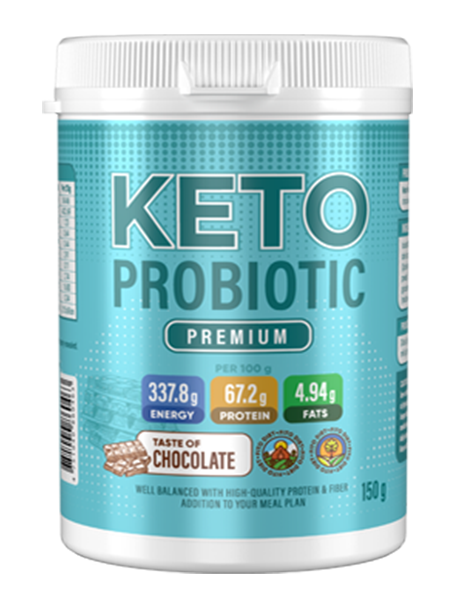 KETO
PROBIOTIC
PREMIUM
PER 100 g
337.8g
ENERGY
67.2g
PROTEIN
4.94g
FATS
TASTE OF
CHOCOLATE
WELL BALANCED WITH HIGH-QUALITY PROTEIN & FIBER
ADDITION TO YOUR MEAL PLAN
150 g